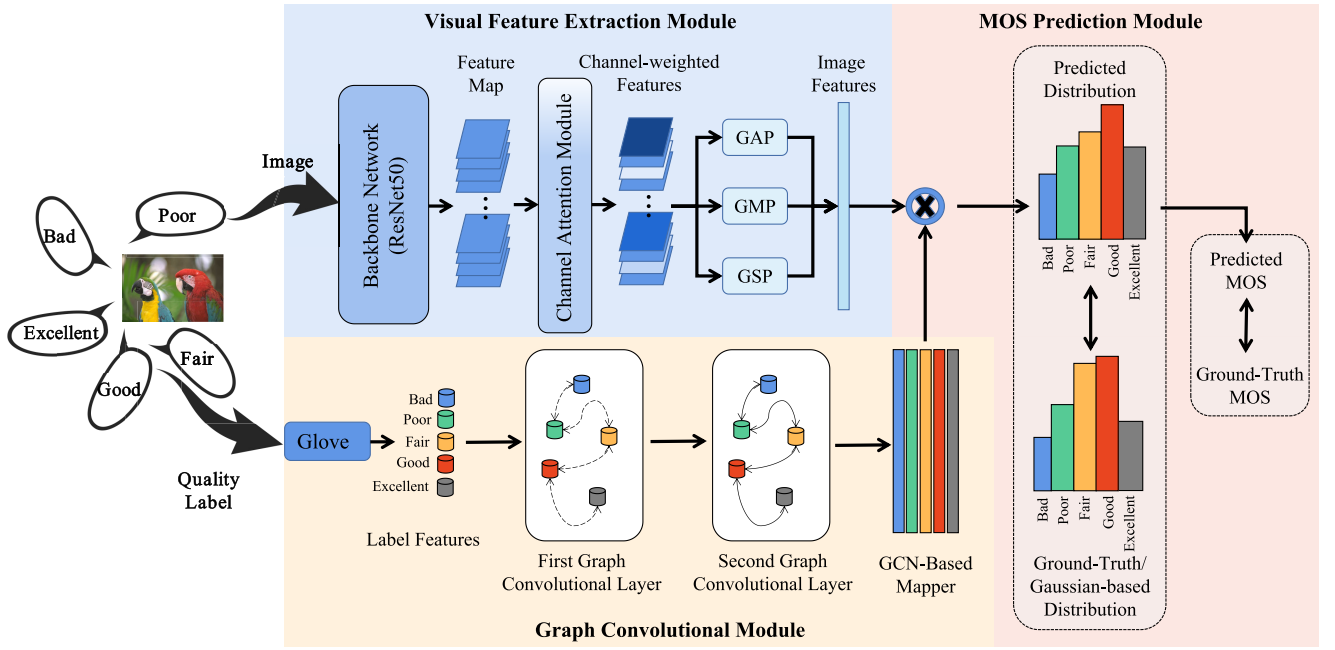 Visual Feature Extraction Module
MOS Prediction Module
Feature
Map
Channel-weighted
Features
Image
Features
Predicted
Distribution
Image
Backbone Network
(ResNet50)
Channel Attention Module
GAP
GMP
GSP
Poor
Bad
Excellent
Fair
Good
Bad
Poor
Fair
Good
Excellent
Predicted
MOS
Ground-Truth
MOS
Quality
Label
Glove
Bad
Poor
Fair
Good
Excellent
Label Features
First Graph
Convolutional Layer
Second Graph
Convolutional Layer
GCN-Based
Mapper
Bad
Poor
Fair
Good
Excellent
Ground-Truth/
Gaussian-based
Distribution
Graph Convolutional Module